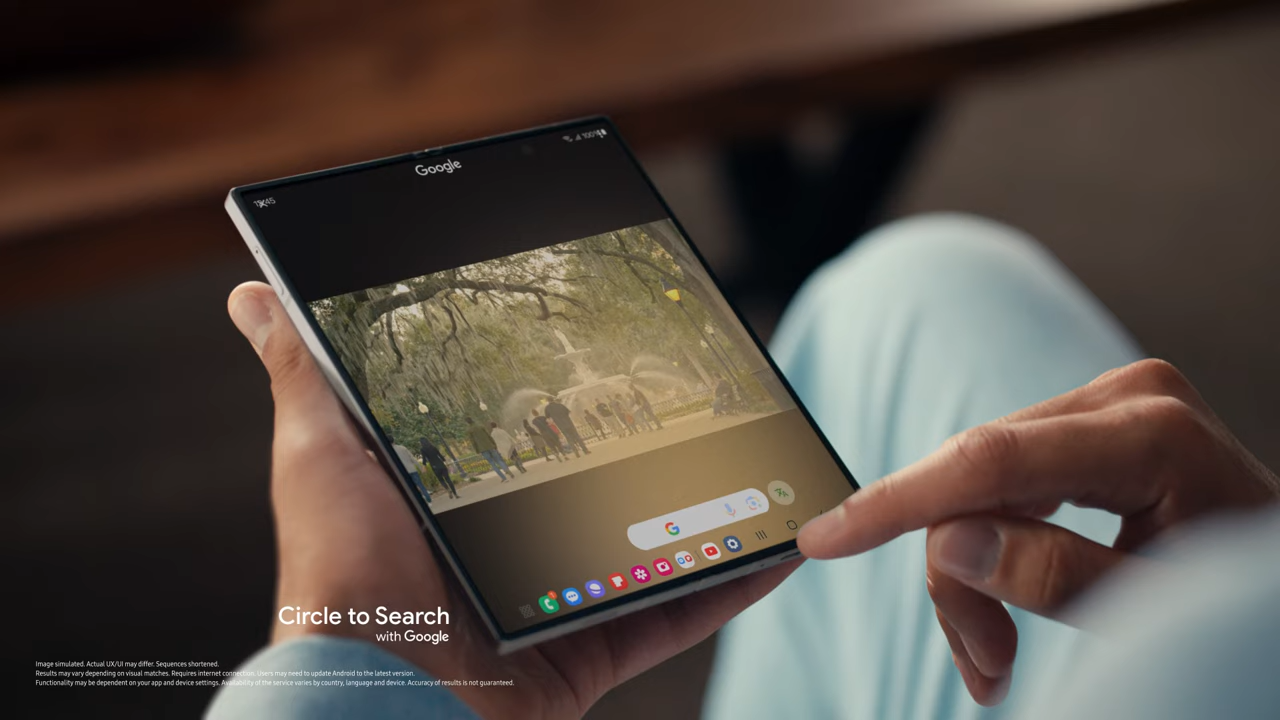 Google
100%
Circle to Search
with Google
Image simulated. Actual UX/UI may differ. Sequences shortened.
Results may vary depending on visual matches. Requires internet connection. Users may need to update Android to the latest version.
Functionality may be dependent on your app and device settings. Availability of the service varies by country, language and device. Accuracy of results is not guaranteed.